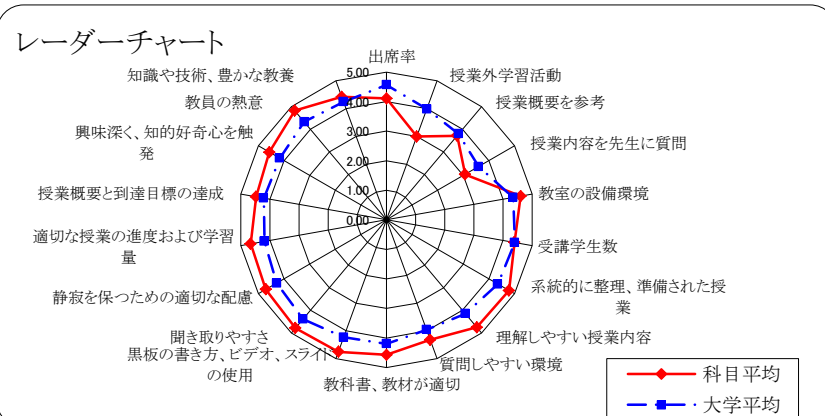 レーダーチャート
出席率
授業外学習活動
授業概要を参考
授業内容を先生に質問
教室の設備環境
受講学生数
系統的に整理、準備された授
業
理解しやすい授業内容
質問しやすい環境
教科書、教材が適切
黒板の書き方、ビデオ、スライド
の使用
聞き取りやすさ
静寂を保つための適切な配慮
適切な授業の進度および学習
量
授業概要と到達目標の達成
興味深く、知的好奇心を触
発
教員の熱意
知識や技術、豊かな教養
5.00
4.00
3.00
2.00
1.00
0.00
科目平均
大学平均